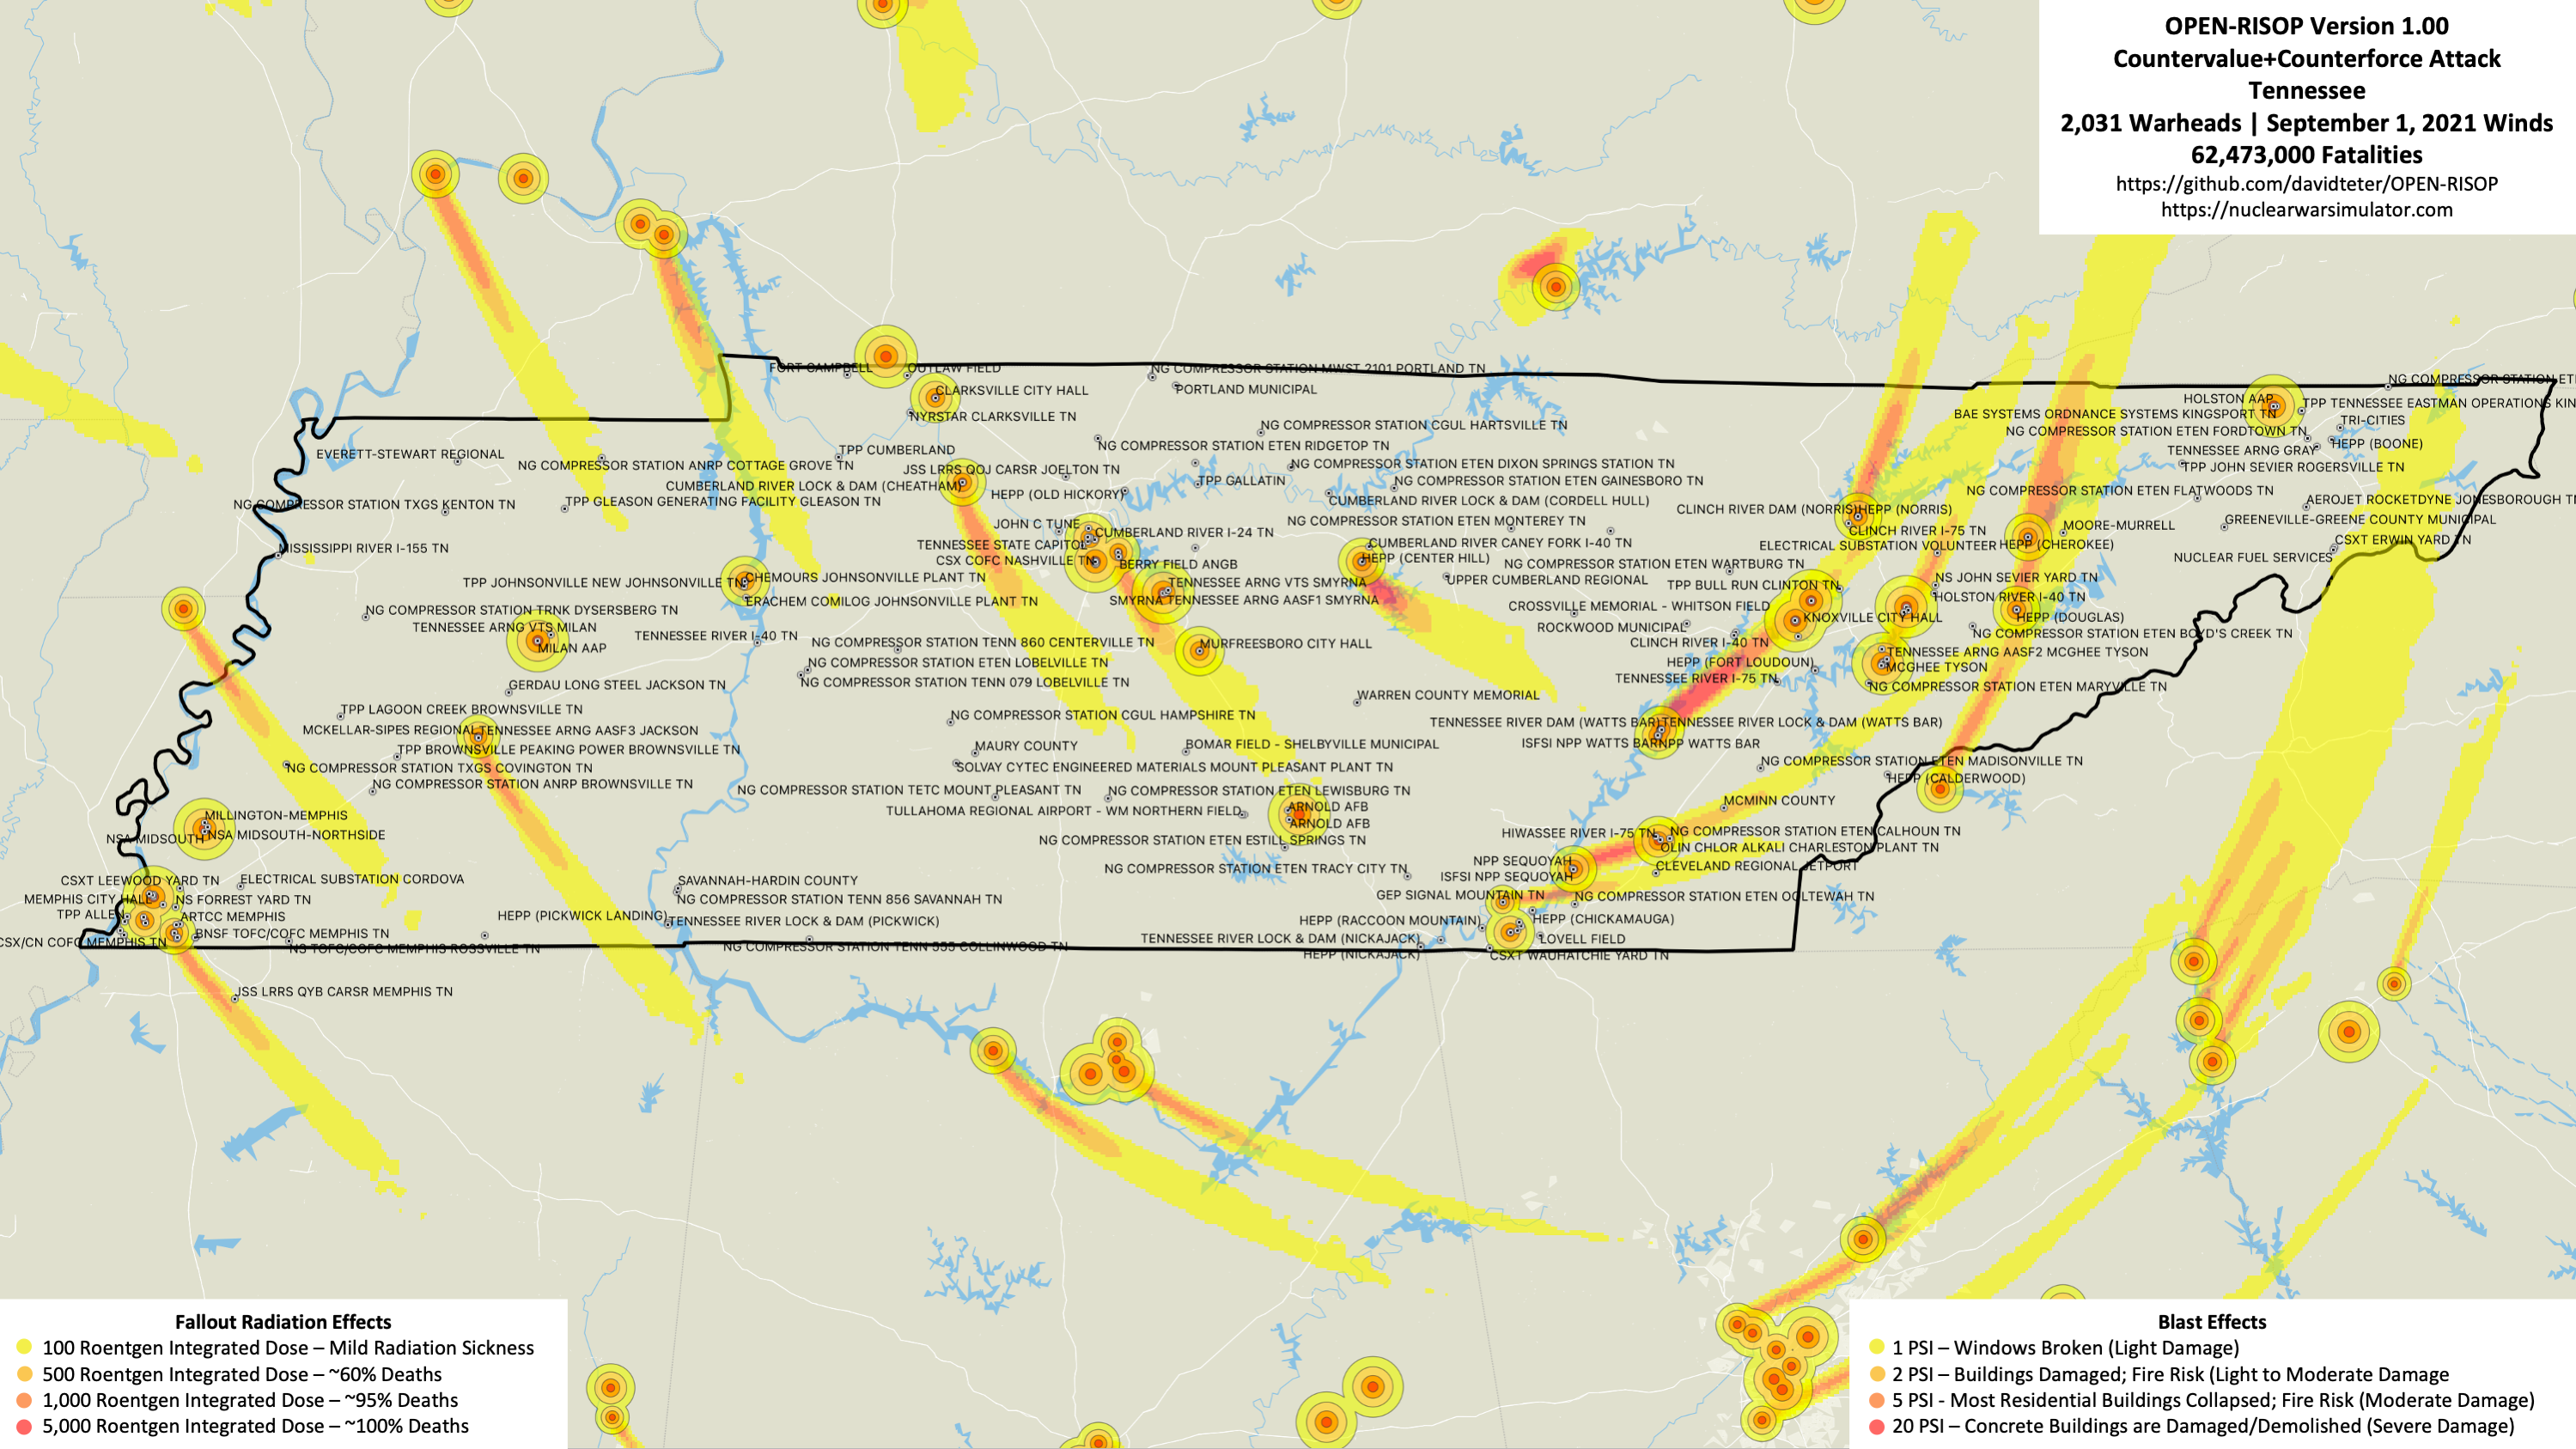 OPEN-RISOP Version 1.00
Countervalue+Counterforce Attack
Tennessee
2,031 Warheads | September 1, 2021 Winds
62,473,000 Fatalities
https://github.com/davidteter/OPEN-RISOP
https://nuclearwarsimulator.com
FORT CAMPBELL
OUTLAW FIELD
NG COMPRESSOR STATION MWST 2101 PORTLAND TN
NG COMPRESSOR STATION
CLARKSVILLE CITY HALL
PORTLAND MUNICIPAL
HOLSTON AAP
TPP TENNESSEE EASTMAN OPERATIONS
NYRSTAR CLARKSVILLE TN
BAE SYSTEMS ORDNANCE SYSTEMS KINGSPORT TN
TRI-CITIES
NG COMPRESSOR STATION CGUL HARTSVILLE TN
NG COMPRESSOR STATION ETEN FORDTOWN TN
HEPP (BOONE)
NG COMPRESSOR STATION ETEN RIDGETOP TN
TENNESSEE ARNG GRAY
EVERETT-STEWART REGIONAL
TPP CUMBERLAND
NG COMPRESSOR STATION ANRP COTTAGE GROVE TN
JSS LRRS QOJ CARSR JOELTON TN
NG COMPRESSOR STATION ETEN DIXON SPRINGS STATION TN
TPP JOHN SEVIER ROGERSVILLE TN
CUMBERLAND RIVER LOCK & DAM (CHEATHAM)
TPP GALLATIN
NG COMPRESSOR STATION ETEN GAINESBORO TN
HEPP (OLD HICKORY)
NG COMPRESSOR STATION ETEN FLATWOODS TN
NG COMPRESSOR STATION TXGS KENTON TN
TPP GLEASON GENERATING FACILITY GLEASON TN
CUMBERLAND RIVER LOCK & DAM (CORDELL HULL)
AEROJET ROCKETDYNE JONESBOROUGH TN
CLINCH RIVER DAM (NORRIS)
HEPP (NORRIS)
JOHN C TUNE
NG COMPRESSOR STATION ETEN MONTEREY TN
GREENEVILLE-GREENE COUNTY MUNICIPAL
CUMBERLAND RIVER I-24 TN
CLINCH RIVER I-75 TN
MOORE-MURRELL
MISSISSIPPI RIVER I-155 TN
TENNESSEE STATE CAPITOL
CUMBERLAND RIVER CANEY FORK I-40 TN
ELECTRICAL SUBSTATION VOLUNTEER
HEPP (CHEROKEE)
CSXT ERWIN YARD TN
CSX COFC NASHVILLE TN
BERRY FIELD ANGB
HEPP (CENTER HILL)
NG COMPRESSOR STATION ETEN WARTBURG TN
NUCLEAR FUEL SERVICES
TPP JOHNSONVILLE NEW JOHNSONVILLE TN
CHEMOURS JOHNSONVILLE PLANT TN
TENNESSEE ARNG VTS SMYRNA
UPPER CUMBERLAND REGIONAL
TPP BULL RUN CLINTON TN
NS JOHN SEVIER YARD TN
ERACHEM COMILOG JOHNSONVILLE PLANT TN
SMYRNA
TENNESSEE ARNG AASF1 SMYRNA
CROSSVILLE MEMORIAL - WHITSON FIELD
HOLSTON RIVER I-40 TN
NG COMPRESSOR STATION TRNK DYSERSBERG TN
KNOXVILLE CITY HALL
HEPP (DOUGLAS)
TENNESSEE ARNG VTS MILAN
TENNESSEE RIVER I-40 TN
NG COMPRESSOR STATION TENN 860 CENTERVILLE TN
MURFREESBORO CITY HALL
ROCKWOOD MUNICIPAL
NG COMPRESSOR STATION ETEN BOYD'S CREEK TN
MILAN AAP
CLINCH RIVER I-40 TN
TENNESSEE ARNG AASF2 MCGHEE TYSON
NG COMPRESSOR STATION ETEN LOBELVILLE TN
HEPP (FORT LOUDOUN)
MCGHEE TYSON
GERDAU LONG STEEL JACKSON TN
NG COMPRESSOR STATION TENN 079 LOBELVILLE TN
TENNESSEE RIVER I-75 TN
NG COMPRESSOR STATION ETEN MARYVILLE TN
WARREN COUNTY MEMORIAL
TPP LAGOON CREEK BROWNSVILLE TN
NG COMPRESSOR STATION CGUL HAMPSHIRE TN
TENNESSEE RIVER DAM (WATTS BAR)
TENNESSEE RIVER LOCK & DAM (WATTS BAR)
MCKELLAR-SIPES REGIONAL
TENNESSEE ARNG AASF3 JACKSON
MAURY COUNTY
BOMAR FIELD - SHELBYVILLE MUNICIPAL
ISFSI NPP WATTS BAR
NPP WATTS BAR
TPP BROWNSVILLE PEAKING POWER BROWNSVILLE TN
NG COMPRESSOR STATION TXGS COVINGTON TN
SOLVAY CYTEC ENGINEERED MATERIALS MOUNT PLEASANT PLANT TN
NG COMPRESSOR STATION ETEN MADISONVILLE TN
HEPP (CALDERWOOD)
NG COMPRESSOR STATION ANRP BROWNSVILLE TN
NG COMPRESSOR STATION TETC MOUNT PLEASANT TN
NG COMPRESSOR STATION ETEN LEWISBURG TN
MCMINN COUNTY
TULLAHOMA REGIONAL AIRPORT - WM NORTHERN FIELD
ARNOLD AFB
ARNOLD AFB
MILLINGTON-MEMPHIS
NSA MIDSOUTH
NSA MIDSOUTH-NORTHSIDE
NG COMPRESSOR STATION ETEN ESTILL SPRINGS TN
HIWASSEE RIVER I-75 TN
NG COMPRESSOR STATION ETEN CALHOUN TN
OLIN CHLOR ALKALI CHARLESTON PLANT TN
NG COMPRESSOR STATION ETEN TRACY CITY TN
NPP SEQUOYAH
CLEVELAND REGIONAL JETPORT
ISFSI NPP SEQUOYAH
CSXT LEEWOOD YARD TN
ELECTRICAL SUBSTATION CORDOVA
SAVANNAH-HARDIN COUNTY
GEP SIGNAL MOUNTAIN TN
NG COMPRESSOR STATION ETEN OOLTEWAH TN
MEMPHIS CITY HALL
NS FORREST YARD TN
NG COMPRESSOR STATION TENN 856 SAVANNAH TN
TPP ALLEN
ARTCC MEMPHIS
HEPP (PICKWICK LANDING)
TENNESSEE RIVER LOCK & DAM (PICKWICK)
HEPP (RACCOON MOUNTAIN)
HEPP (CHICKAMAUGA)
BNSF TOFC/COFC MEMPHIS TN
TENNESSEE RIVER LOCK & DAM (NICKAJACK)
LOVELL FIELD
CSX/CN COFC MEMPHIS TN
NS TOFC/COFC MEMPHIS ROSSVILLE TN
NG COMPRESSOR STATION TENN 555 COLLINWOOD TN
HEPP (NICKAJACK)
CSXT WAUHATCHIE YARD TN
JSS LRRS QYB CARSR MEMPHIS TN
Fallout Radiation Effects
100 Roentgen Integrated Dose – Mild Radiation Sickness
500 Roentgen Integrated Dose – ~60% Deaths
1,000 Roentgen Integrated Dose – ~95% Deaths
5,000 Roentgen Integrated Dose – ~100% Deaths
Blast Effects
1 PSI – Windows Broken (Light Damage)
2 PSI – Buildings Damaged; Fire Risk (Light to Moderate Damage
5 PSI - Most Residential Buildings Collapsed; Fire Risk (Moderate Damage)
20 PSI – Concrete Buildings are Damaged/Demolished (Severe Damage)